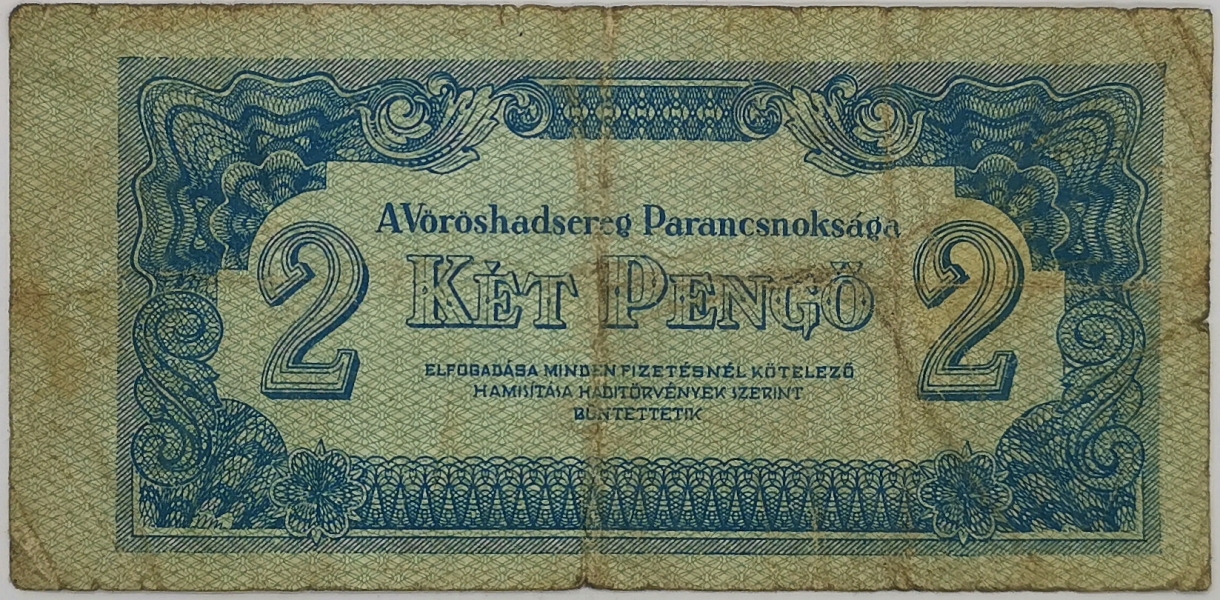 A Vöröshadsereg Parancsnoksága
2 KÉT PENGŐ 2
ELFOGADÁSA MINDEN FIZETÉSNÉL KÖTELEZŐ
HAMISÍTÁSA HADITÖRVÉNYEK SZERINT
BÜNTETTETIK